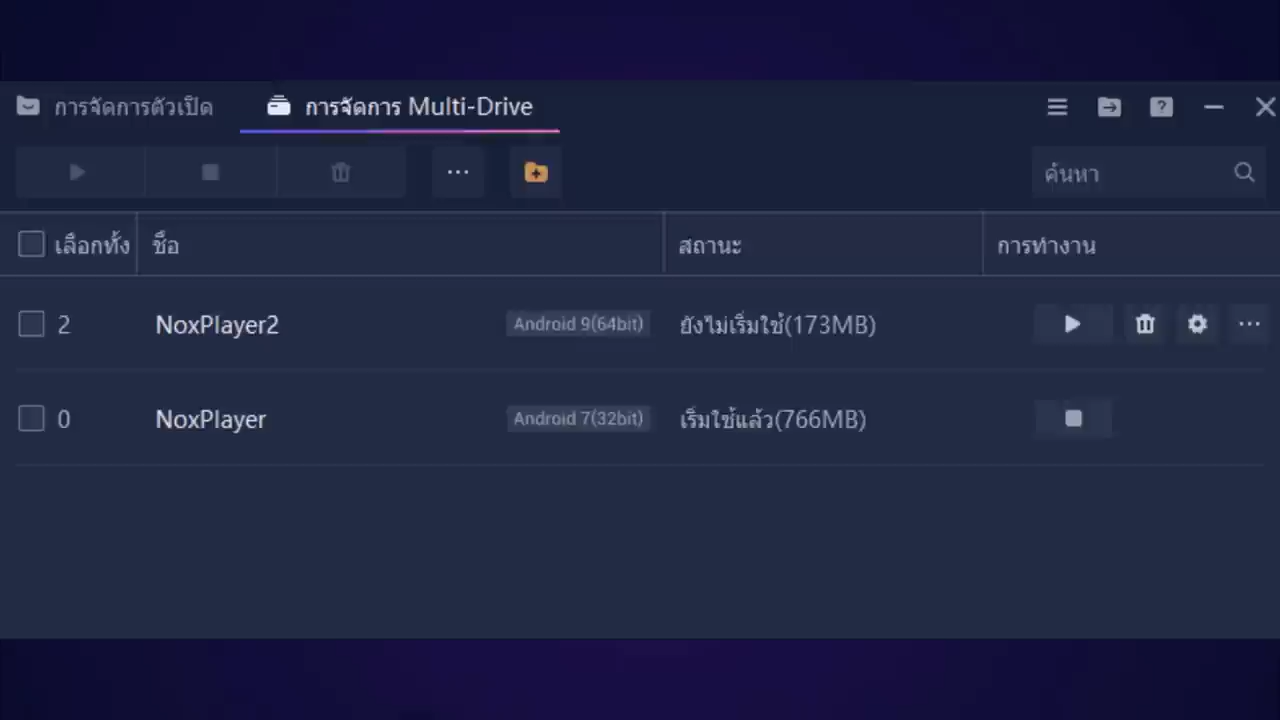 การจัดการตัวเปิด การจัดการ Multi-Drive
ค้นหา
เลือกทั้ง ชื่อ สถานะ การทำงาน
2 NoxPlayer2 Android 9(64bit) ยังไม่เริ่มใช้(173MB)
0 NoxPlayer Android 7(32bit) เริ่มใช้แล้ว(766MB)